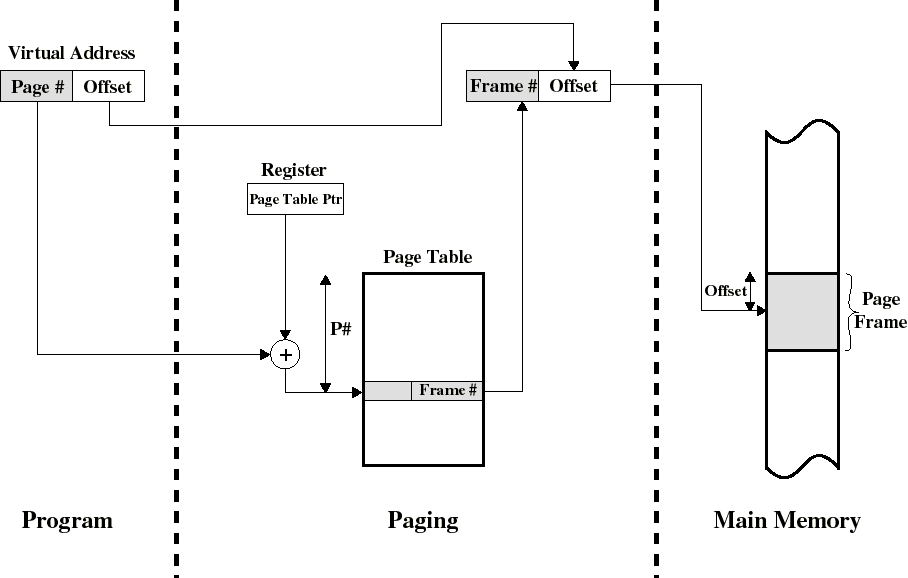 Virtual Address
Page #
Offset
Frame #
Offset
Register
Page Table Ptr
Page Table
P#
+
Frame #
Offset
Page
Frame
Program
Paging
Main Memory